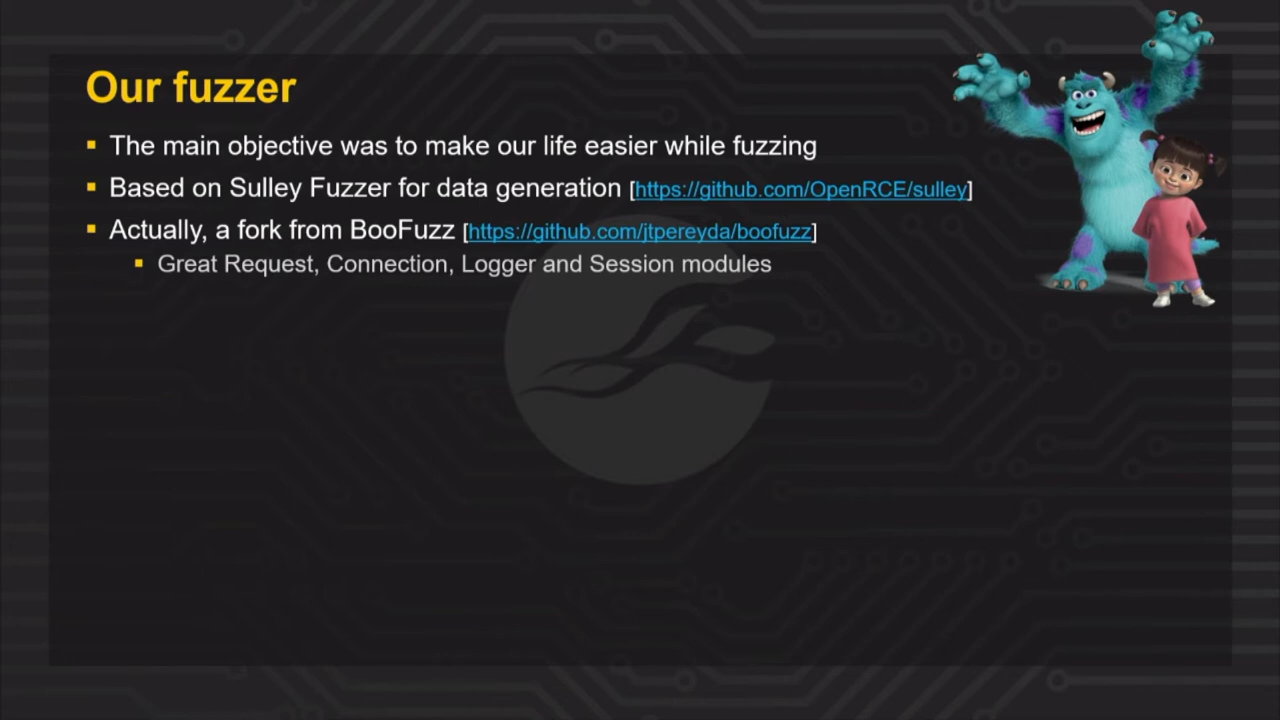 Our fuzzer
The main objective was to make our life easier while fuzzing
Based on Sulley Fuzzer for data generation [https://github.com/OpenRCE/sulley]
Actually, a fork from BooFuzz [https://github.com/jtpereyda/boofuzz]
Great Request, Connection, Logger and Session modules